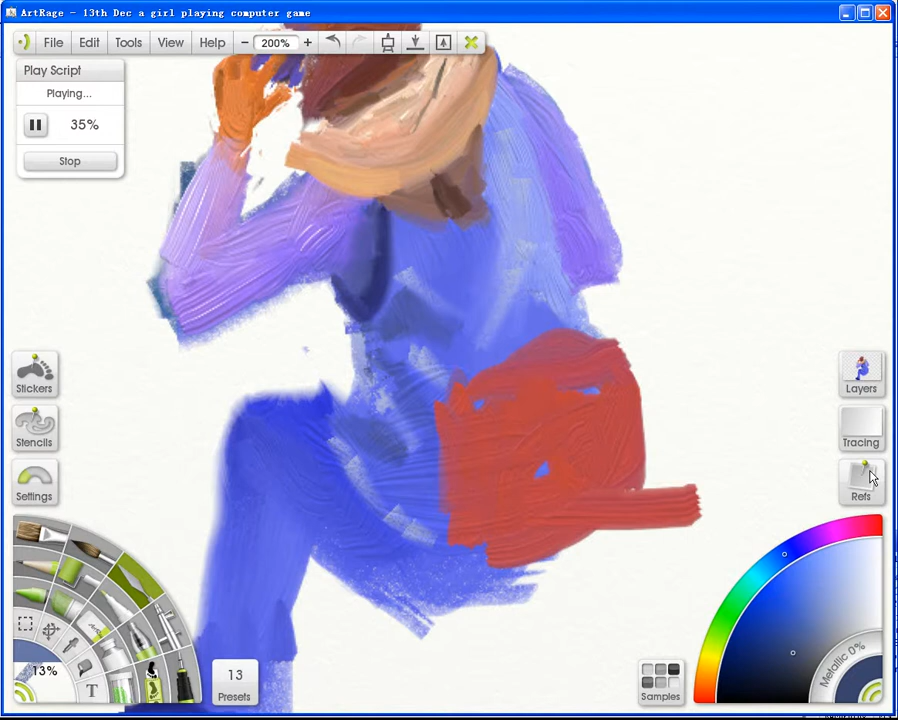 ArtRage - 13th Dec a girl playing computer game
File Edit Tools View Help - 200% +
Play Script
Playing...
35%
Stop
Stickers
Stencils
Settings
Layers
Tracing
Refs
13%
T
13
Presets
Samples
Metallic 0%